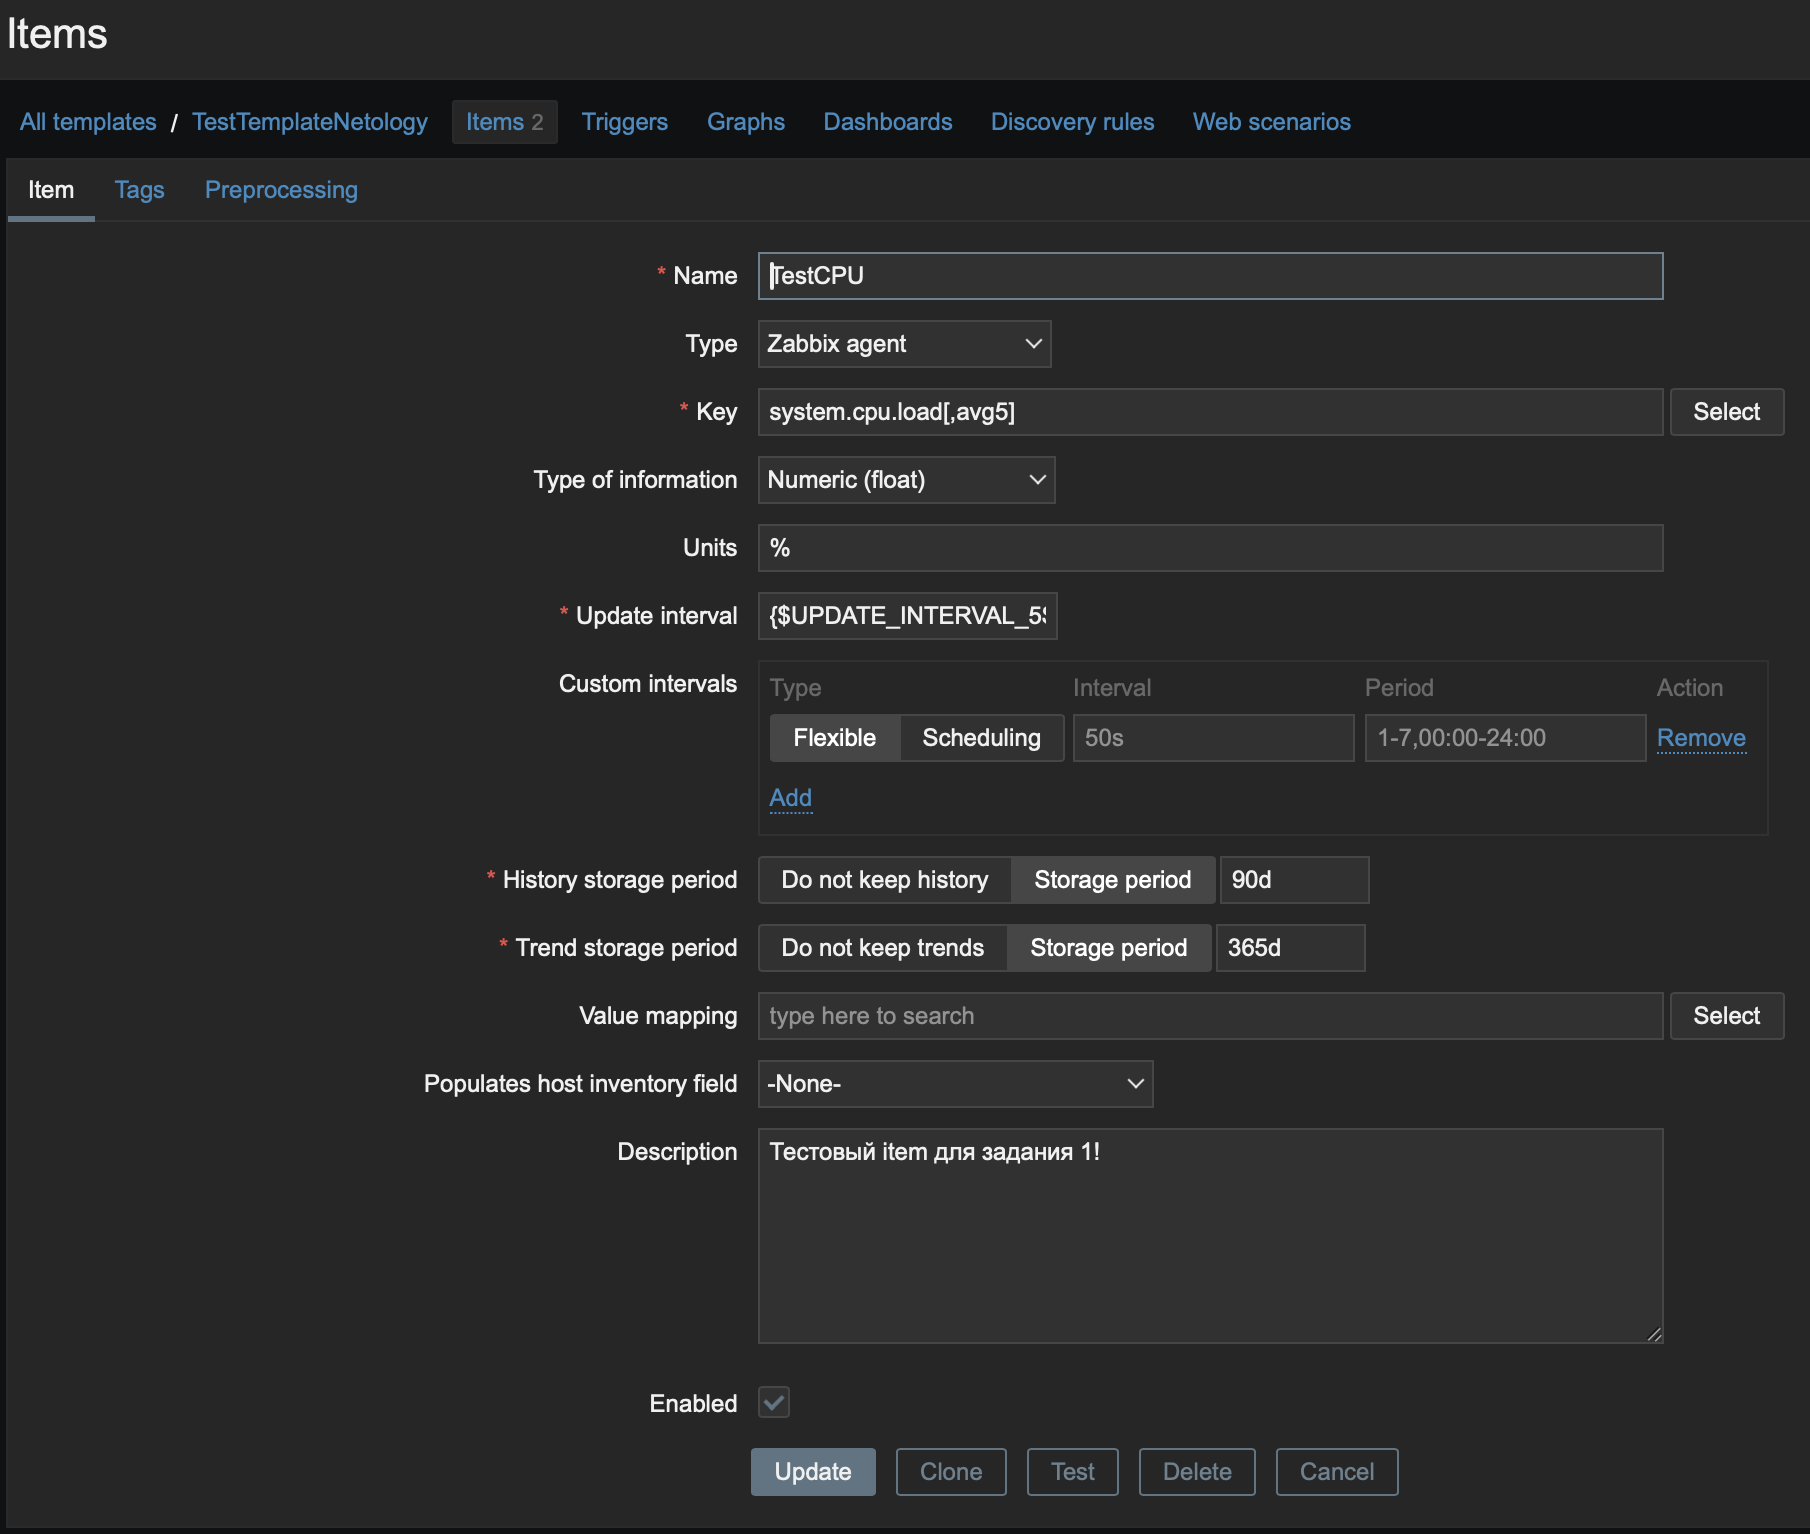 Items
All templates / TestTemplateNetology Items 2 Triggers Graphs Dashboards Discovery rules Web scenarios
Item Tags Preprocessing
* Name TestCPU
Type Zabbix agent
* Key system.cpu.load[,avg5] Select
Type of information Numeric (float)
Units %
* Update interval {$UPDATE_INTERVAL_5
Custom intervals Type Interval Period Action
Flexible Scheduling 50s 1-7,00:00-24:00 Remove
Add
* History storage period Do not keep history Storage period 90d
* Trend storage period Do not keep trends Storage period 365d
Value mapping type here to search Select
Populates host inventory field -None-
Description Тестовый item для задания 1!
Enabled
Update Clone Test Delete Cancel